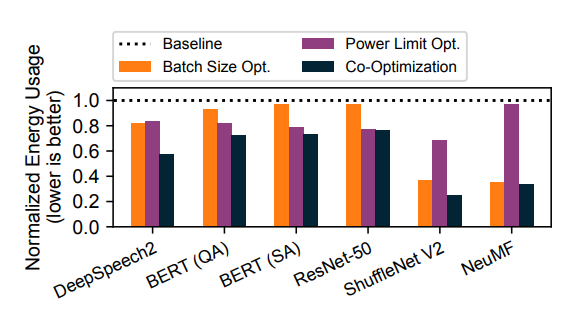 Baseline
Batch Size Opt.
Power Limit Opt.
Co-Optimization
Normalized Energy Usage
(lower is better)
1.0
0.8
0.6
0.4
0.2
0.0
DeepSpeech2
BERT (QA)
BERT (SA)
ResNet-50
ShuffleNet V2
NeuMF